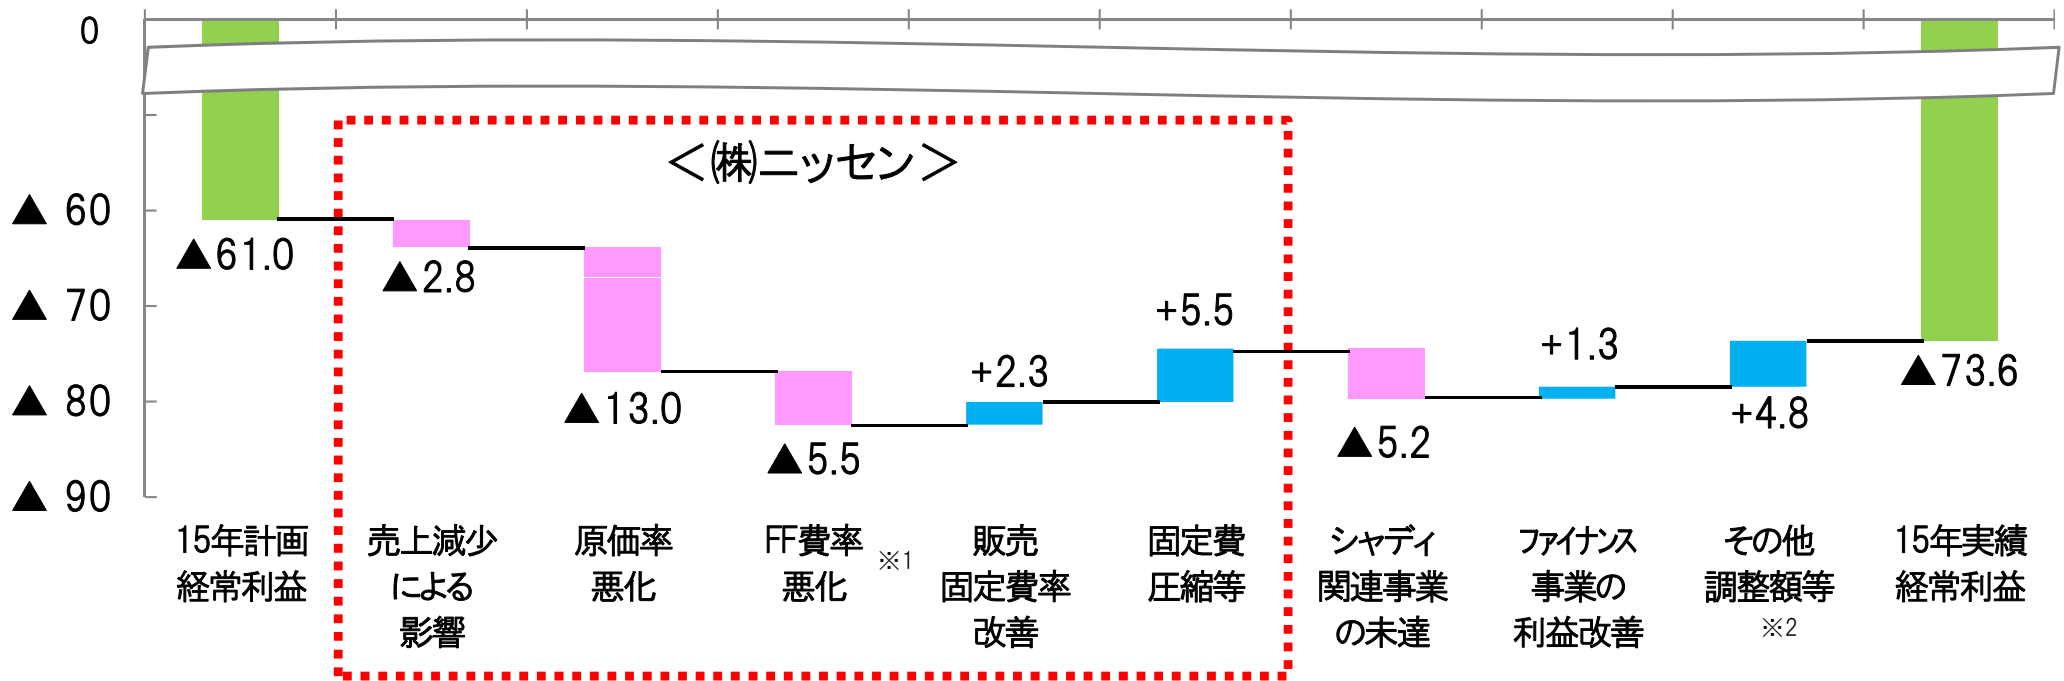 0
▲ 60
▲ 70
▲ 80
▲ 90
＜㈱ニッセン＞
▲61.0
▲2.8
▲13.0
▲5.5
+2.3
+5.5
▲5.2
+1.3
+4.8
▲73.6
15年計画
経常利益
売上減少
による
影響
原価率
悪化
FF費率
悪化
※1
販売
固定費率
改善
固定費
圧縮等
シャディ
関連事業
の未達
ファイナンス
事業の
利益改善
その他
調整額等
※2
15年実績
経常利益